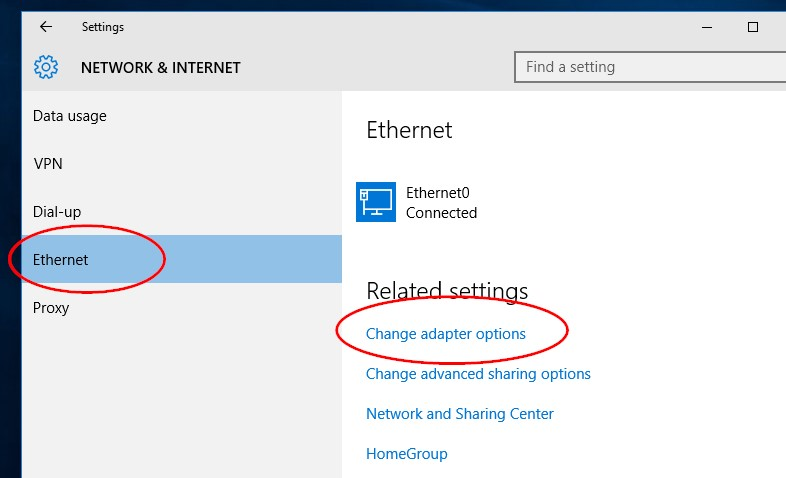 Settings
NETWORK & INTERNET
Find a setting
Data usage
VPN
Dial-up
Ethernet
Proxy
Ethernet
Ethernet0
Connected
Related settings
Change adapter options
Change advanced sharing options
Network and Sharing Center
HomeGroup